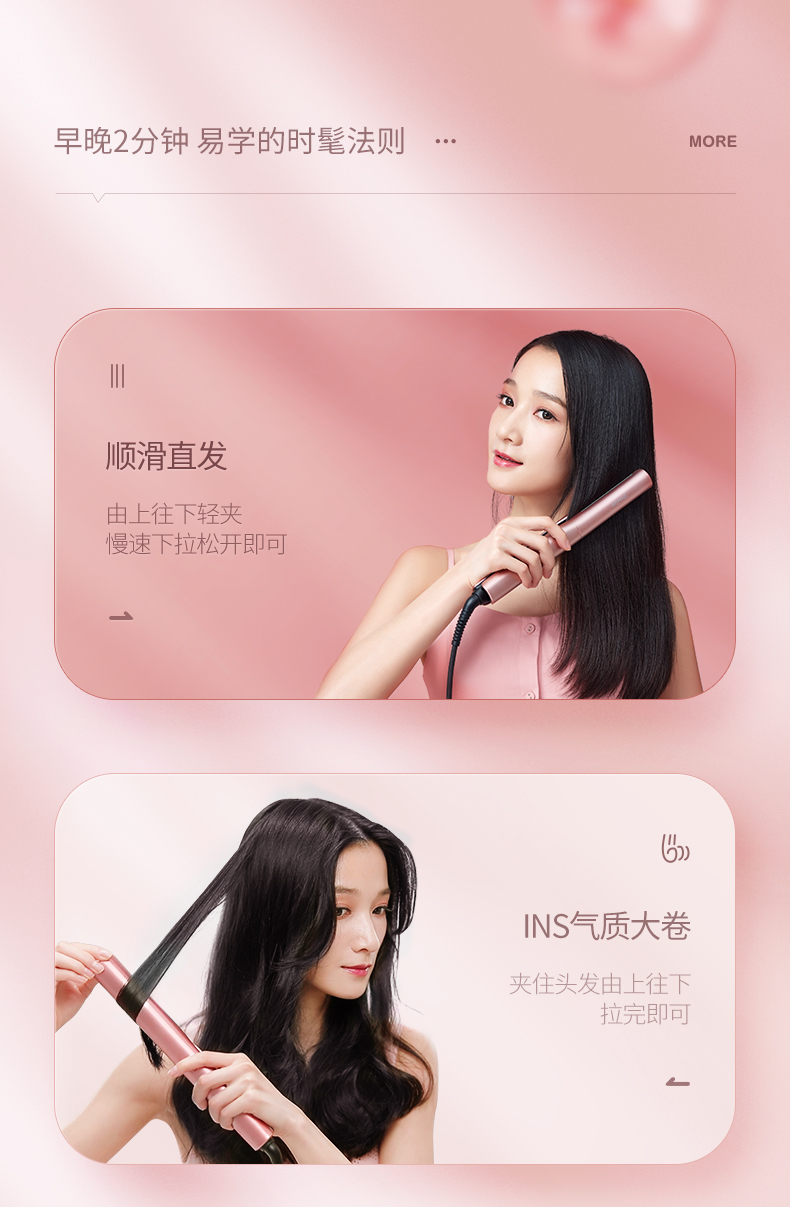 早晚2分钟 易学的时髦法则 ···
MORE
顺滑直发
由上往下轻夹
慢速下拉松开即可
INS气质大卷
夹住头发由上往下
拉完即可